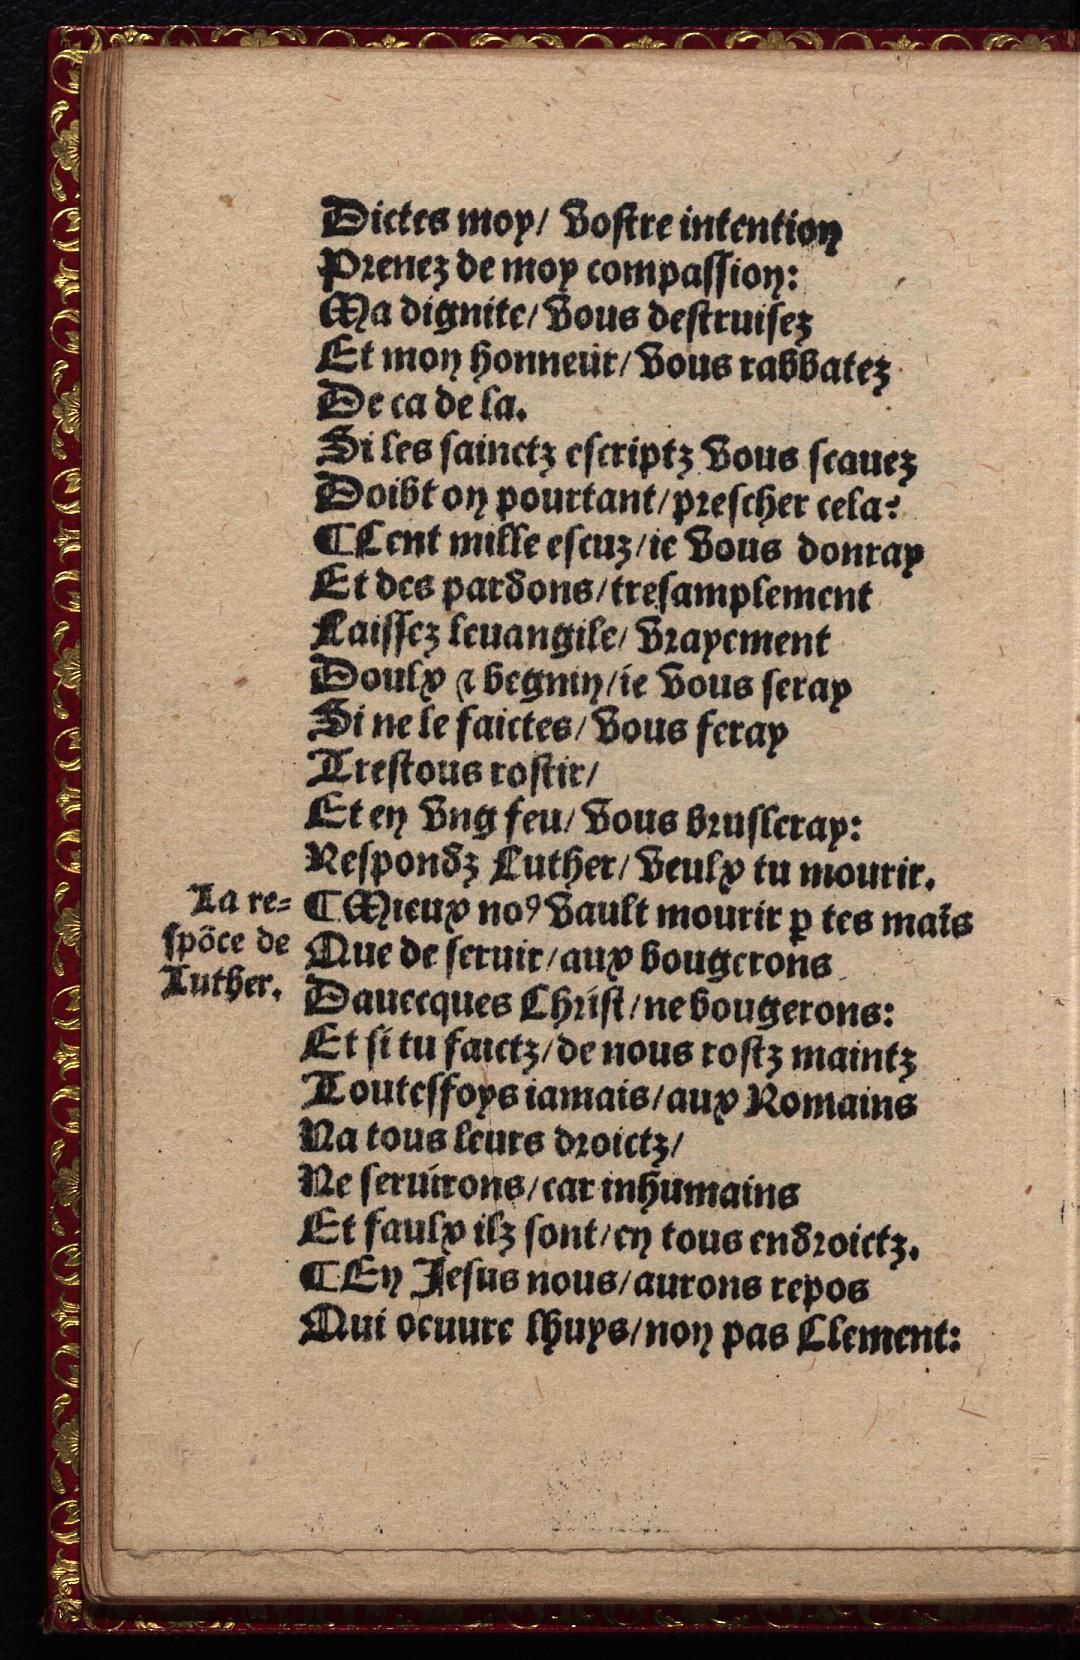 Dictes moy/ Vostre intention
Prenez de moy compassion:
Ma dignite/ Vous destruisez
Et mon honneur/ Vous rabbatez
De ca de la.
Si les sainctz escriptz Vous scauez
Doibt on pourtant/ prescher cela?
¶Cent mille escuz/ ie Vous donray
Et des pardons/ tresamplement
Laissez leuangile/ Vrayement
Doulx ⁊ begnin/ ie Vous seray
Si ne le faictes/ Vous feray
Trestous rostir/
Et en Vng feu/ Vous brusleray:
Respondz Luther/ Veulx tu mourir.
La re=
spōce de
Luther.
¶Mieux noꝰ Vault mourir ꝑ tes maīs
Que de seruir/ aux bougerons
Dauecques Christ/ ne bougerons:
Et si tu faictz/ de nous rostz maintz
Toutesfoys iamais/ aux Romains
Na tous leurs droictz/
Ne seruirons/ car inhumains
Et faulx ilz sont/ en tous endroictz.
¶En Jesus nous/ aurons repos
Qui oeuure lhuys/ non pas Clement: